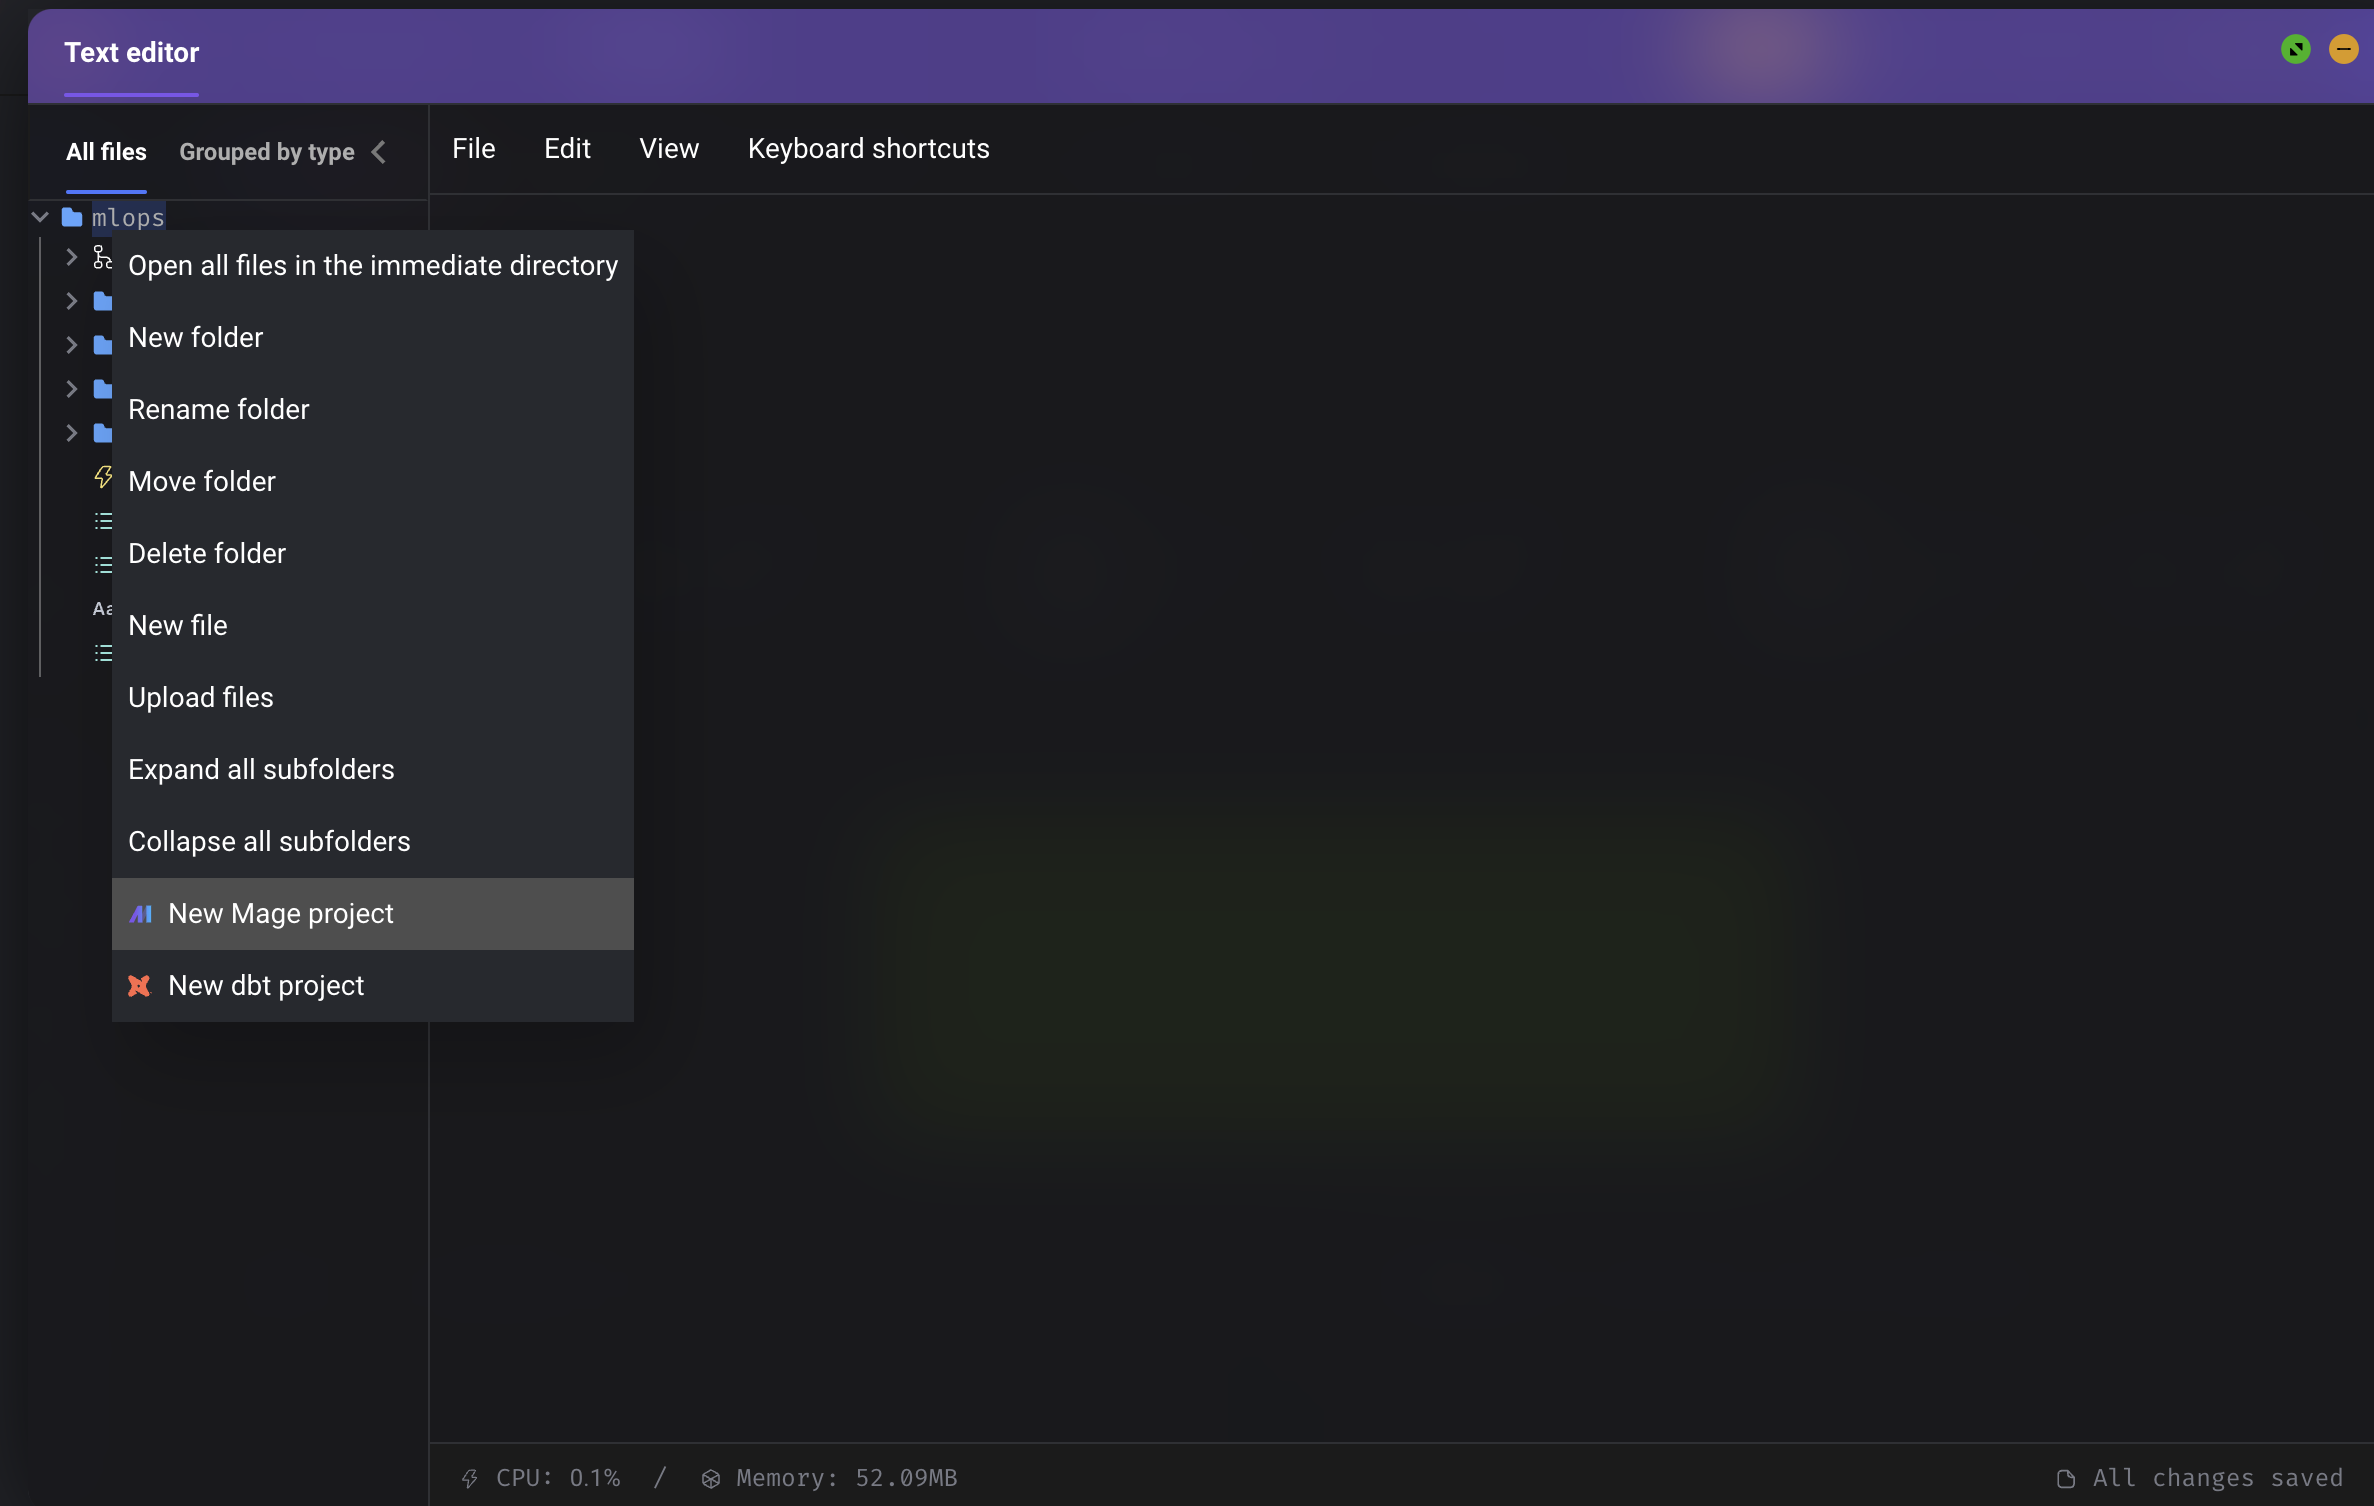 Text editor
All files Grouped by type
File Edit View Keyboard shortcuts
mlops
Open all files in the immediate directory
New folder
Rename folder
Move folder
Delete folder
New file
Upload files
Expand all subfolders
Collapse all subfolders
New Mage project
New dbt project
CPU: 0.1% / Memory: 52.09MB
All changes saved